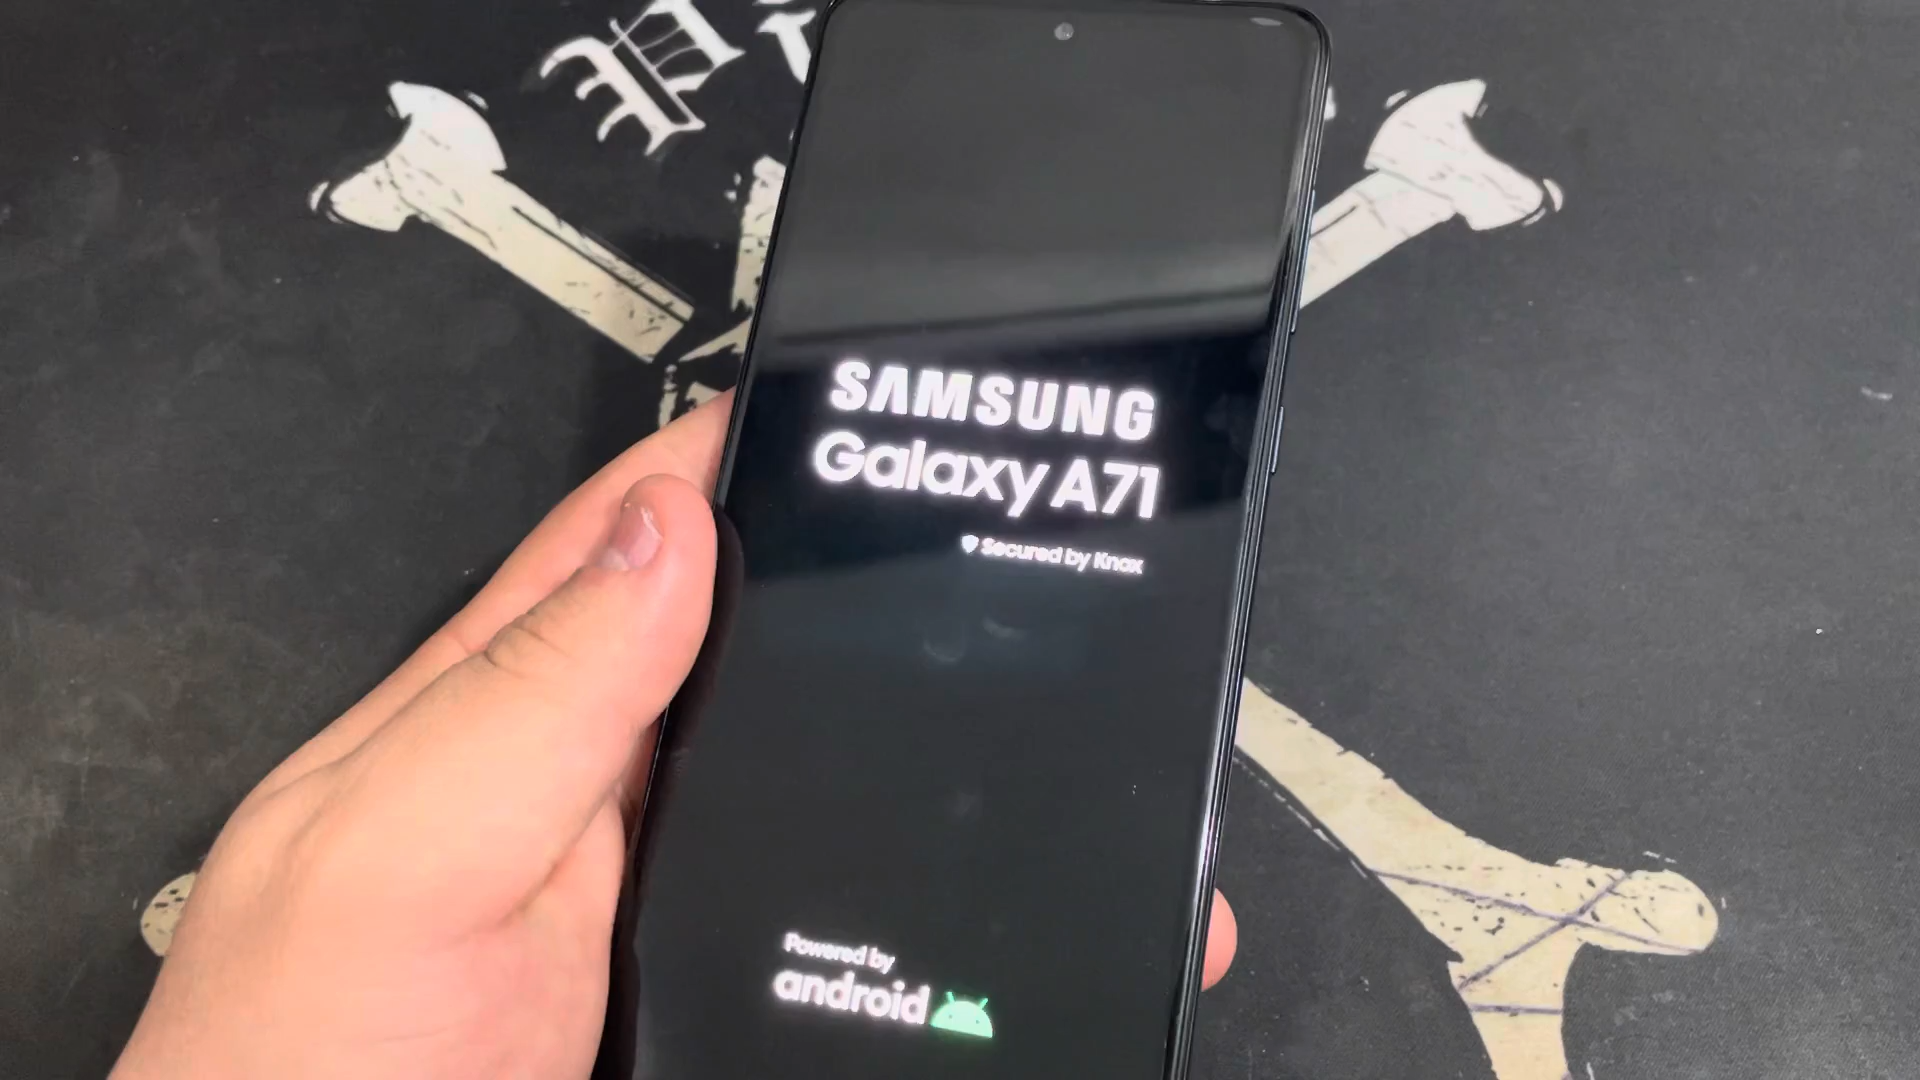 SAMSUNG
Galaxy A71
Secured by Knox
Powered by
android